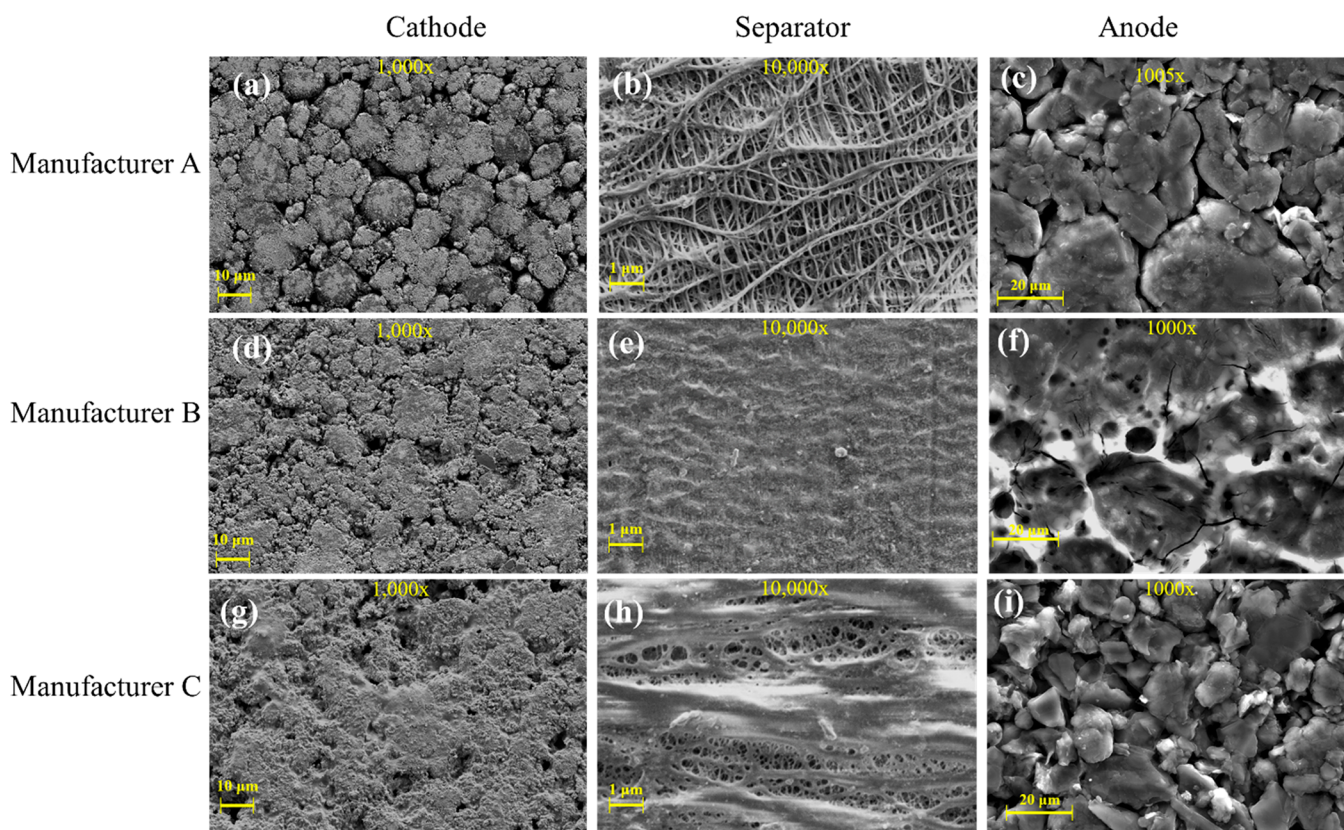 Cathode
Separator
Anode
Manufacturer A
(a)
1,000x
10 µm
(b)
10,000x
1 µm
(c)
1005x
20 µm
Manufacturer B
(d)
1,000x
10 µm
(e)
10,000x
1 µm
(f)
1000x
20 µm
Manufacturer C
(g)
1,000x
10 µm
(h)
10,000x
1 µm
(i)
1000x
20 µm